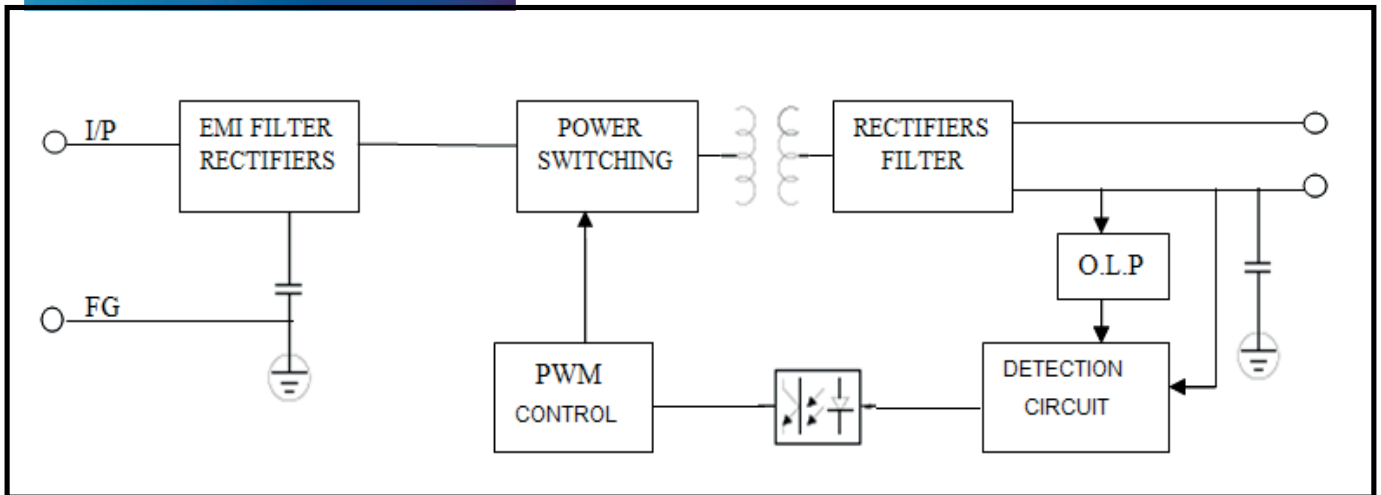 I/P
EMI FILTER
RECTIFIERS
POWER
SWITCHING
RECTIFIERS
FILTER
O.L.P
FG
PWM
CONTROL
DETECTION
CIRCUIT